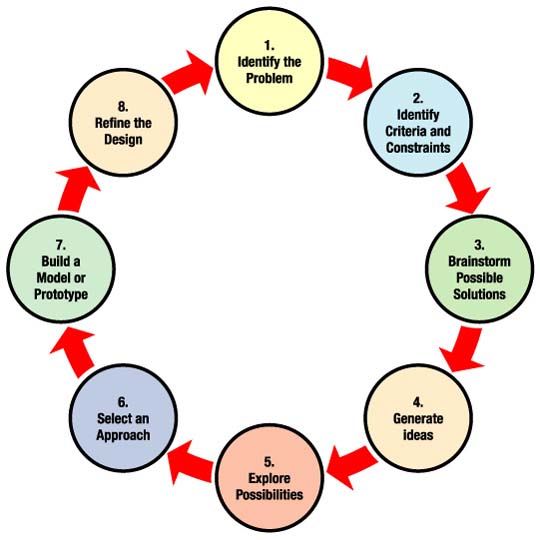 1.
Identify the
Problem
2.
Identify
Criteria and
Constraints
3.
Brainstorm
Possible
Solutions
4.
Generate
ideas
5.
Explore
Possibilities
6.
Select an
Approach
7.
Build a
Model or
Prototype
8.
Refine the
Design